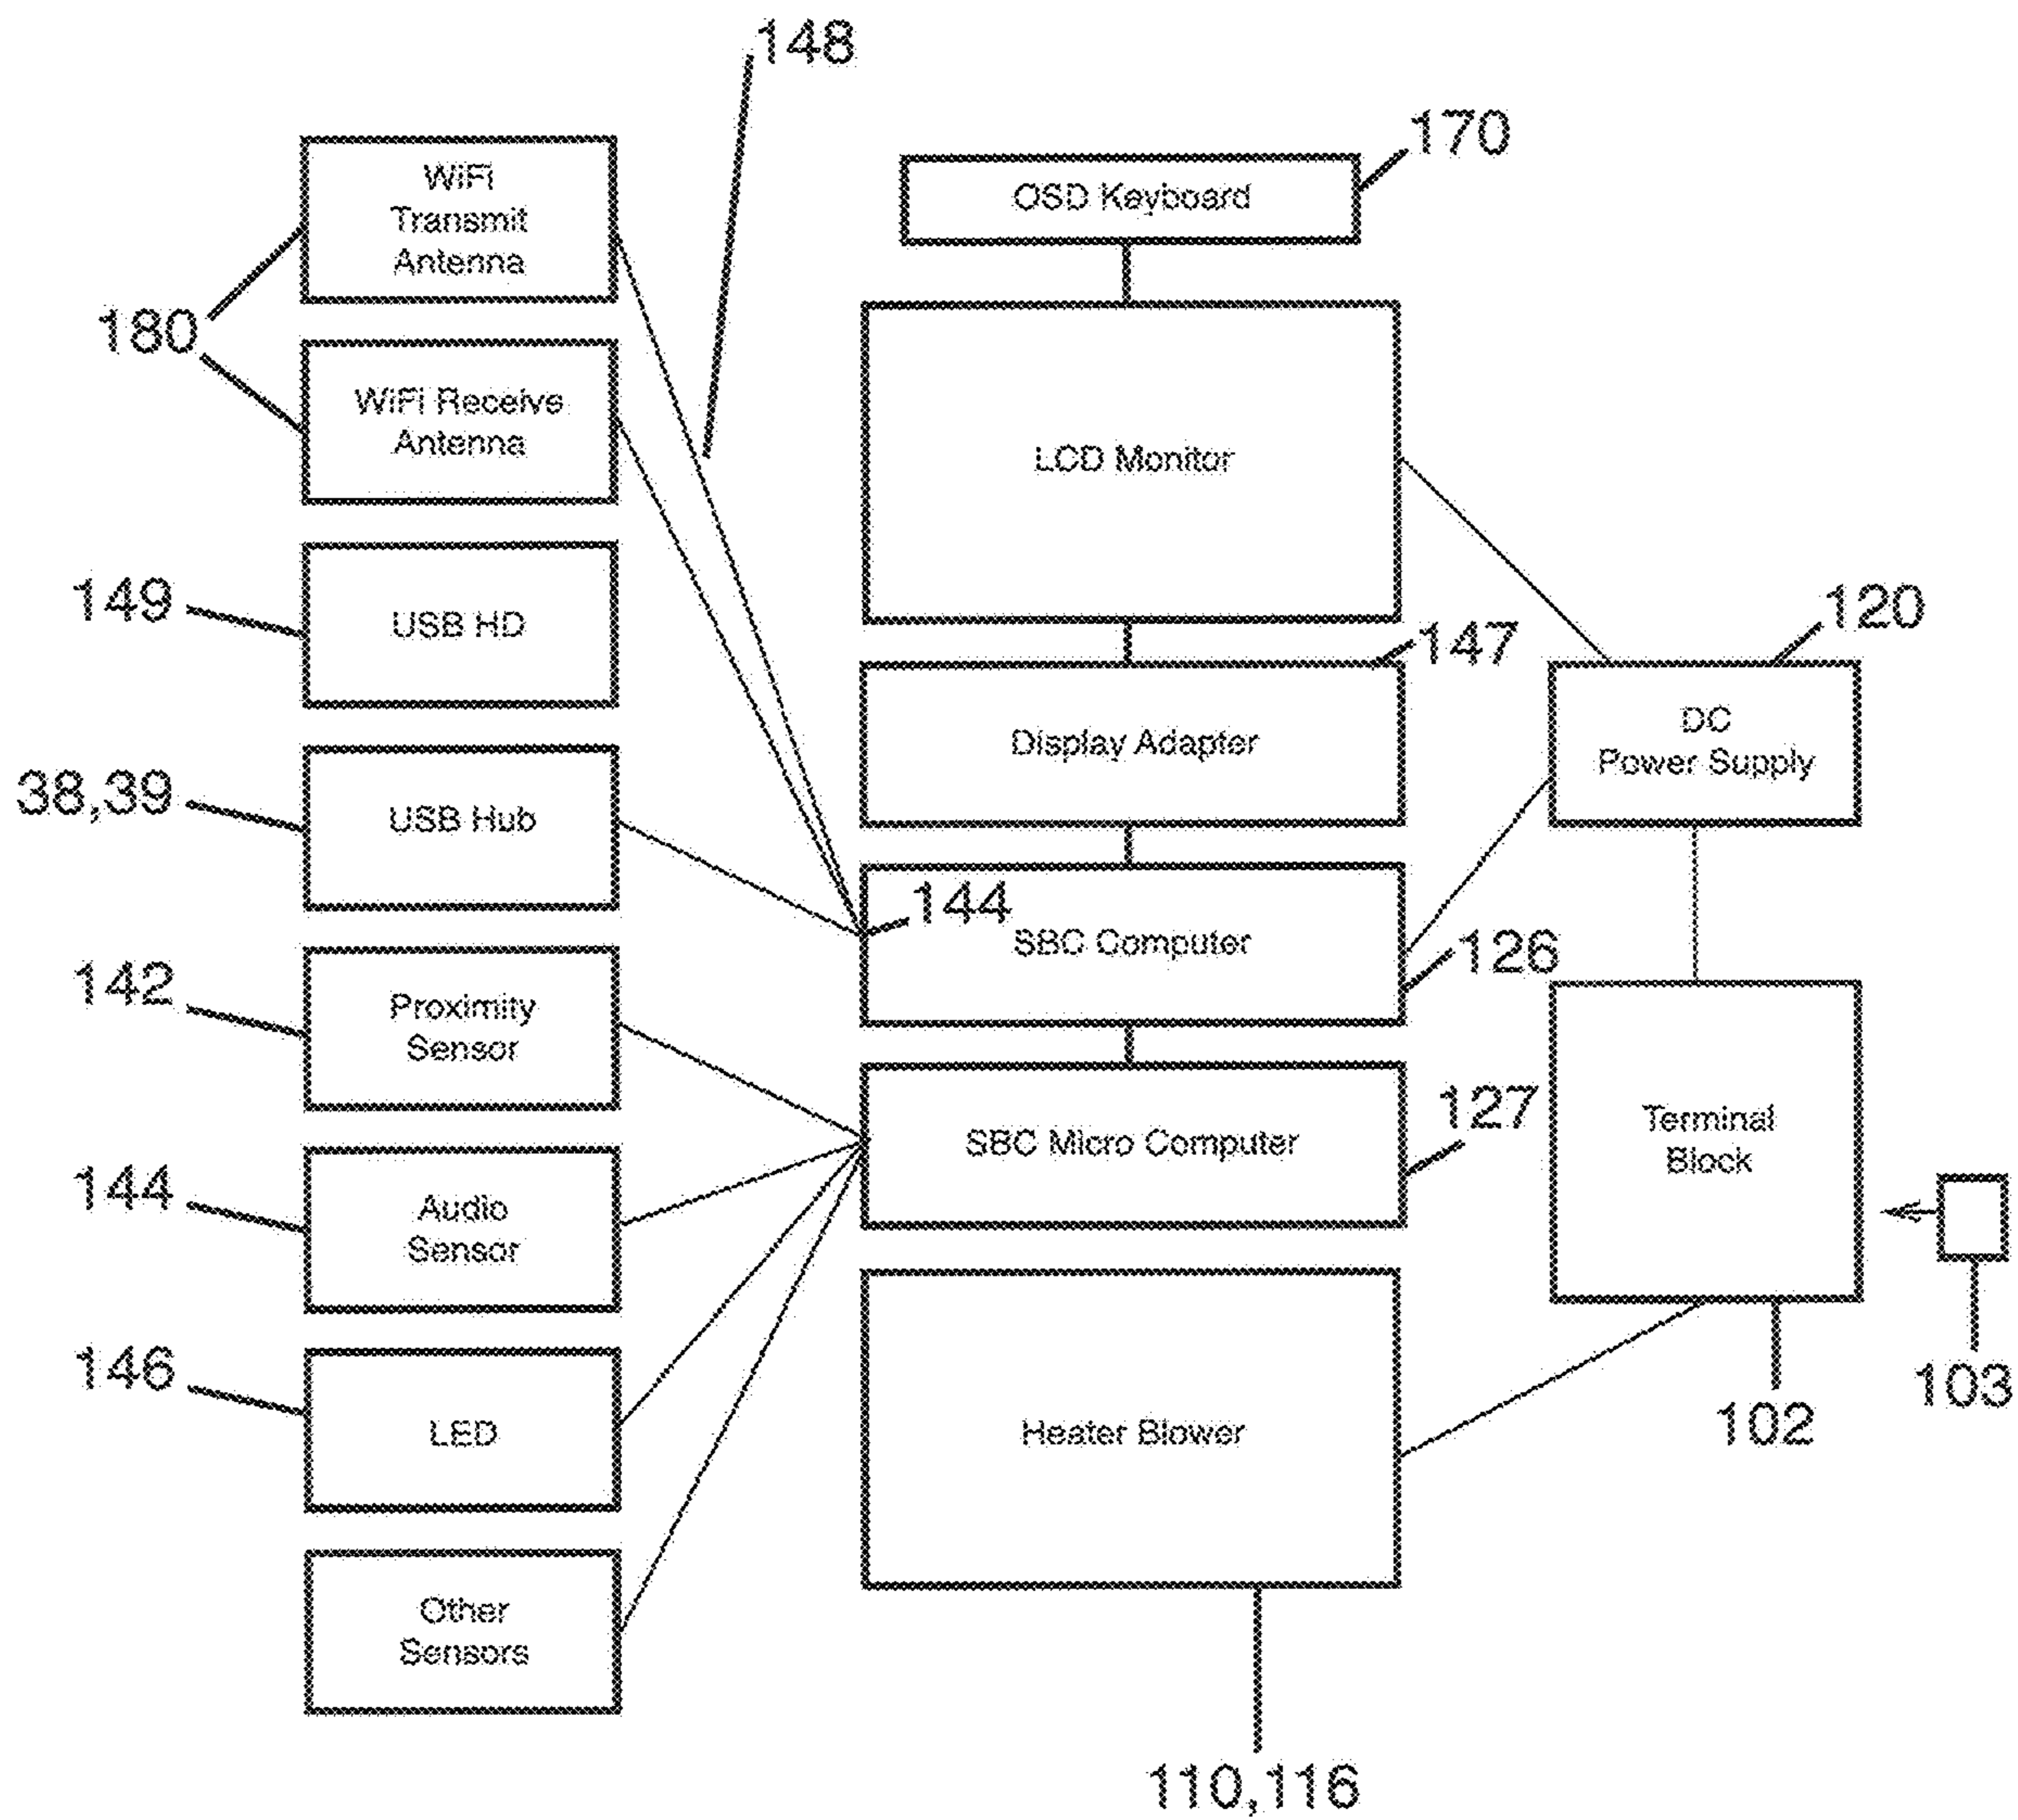 148
170
WiFi
Transmit
Antenna
OSD Keyboard
180
WiFi Receive
Antenna
LCD Monitor
149
USB HD
120
147
DC
Power Supply
Display Adapter
38,39
USB Hub
144
SBC Computer
126
142
Proximity
Sensor
127
SBC Micro Computer
Terminal
Block
144
Audio
Sensor
103
102
146
LED
Heater Blower
Other
Sensors
110,116